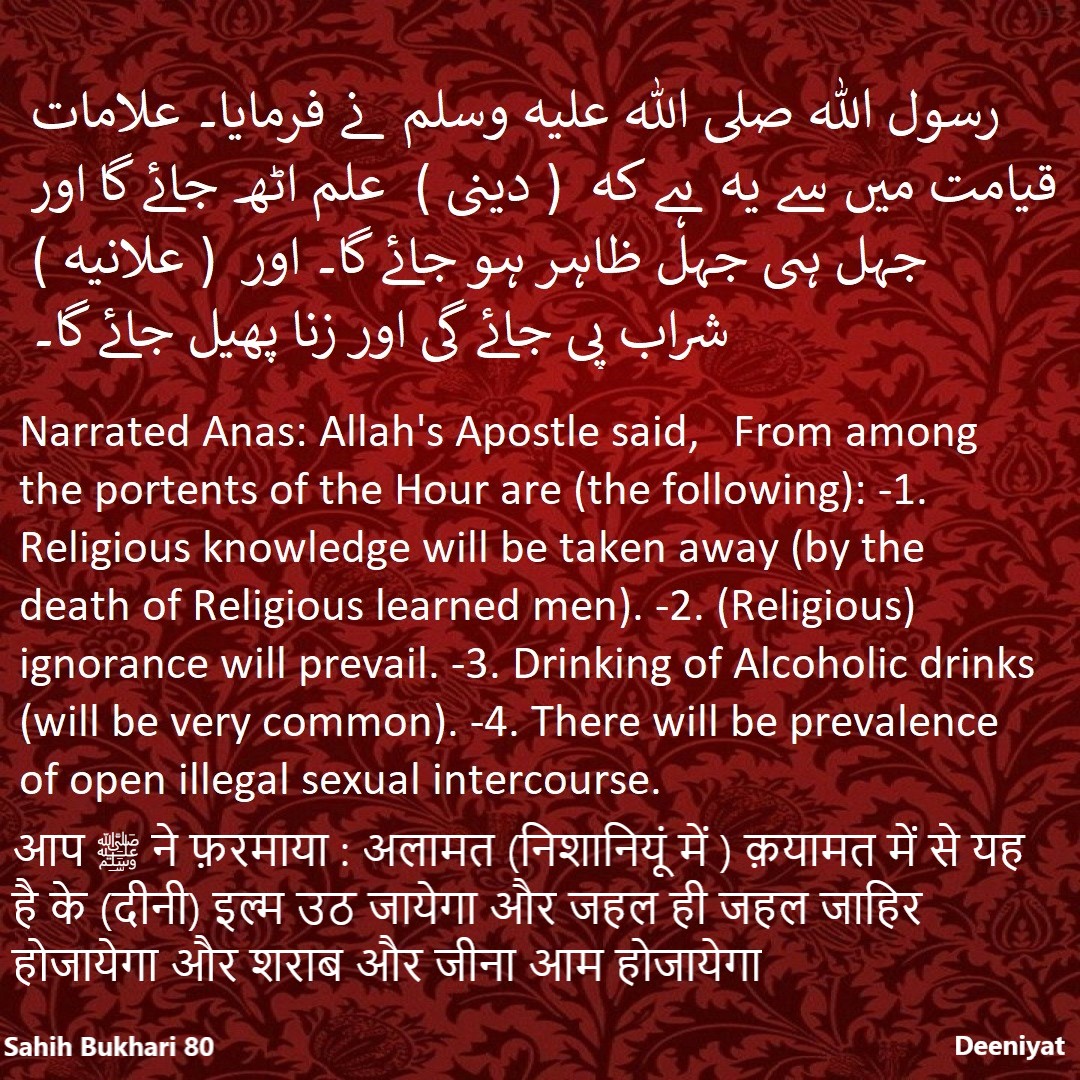 رسول اللہ صلی اللہ علیہ وسلم نے فرمایا۔ علامات
قیامت میں سے یہ ہے کہ ( دینی ) علم اٹھ جائے گا اور
جہل ہی جہل ظاہر ہو جائے گا۔ اور ( علانیہ )
شراب پی جائے گی اور زنا پھیل جائے گا۔
Narrated Anas: Allah's Apostle said, From among
the portents of the Hour are (the following): -1.
Religious knowledge will be taken away (by the
death of Religious learned men). -2. (Religious)
ignorance will prevail. -3. Drinking of Alcoholic drinks
(will be very common). -4. There will be prevalence
of open illegal sexual intercourse.
आप ﷺ ने फ़रमाया : अलामत (निशानियूं में ) क़यामत में से यह
है के (दीनी) इल्म उठ जायेगा और जहल ही जहल जाहिर
होजायेगा और शराब और जीना आम होजायेगा
Sahih Bukhari 80
Deeniyat